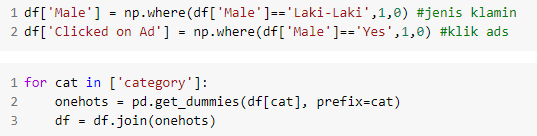 1 df['Male'] = np.where(df['Male']=='Laki-Laki',1,0) #jenis klamin
2 df['Clicked on Ad'] = np.where(df['Male']=='Yes',1,0) #klik ads
1 for cat in ['category']:
2     onehots = pd.get_dummies(df[cat], prefix=cat)
3     df = df.join(onehots)